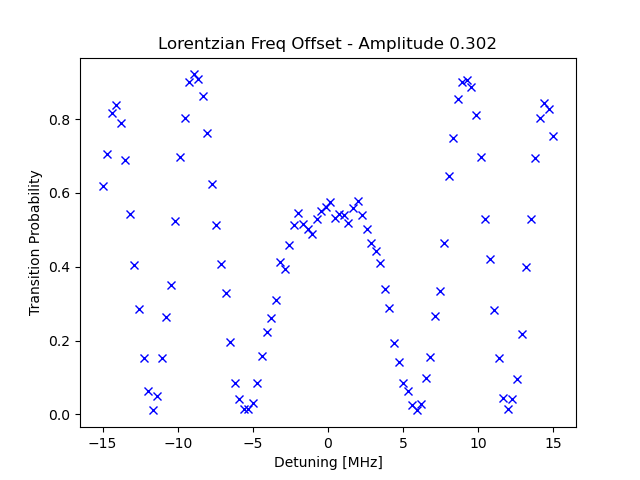 Lorentzian Freq Offset - Amplitude 0.302
Transition Probability
0.8
0.6
0.4
0.2
0.0
−15 −10 −5 0 5 10 15
Detuning [MHz]